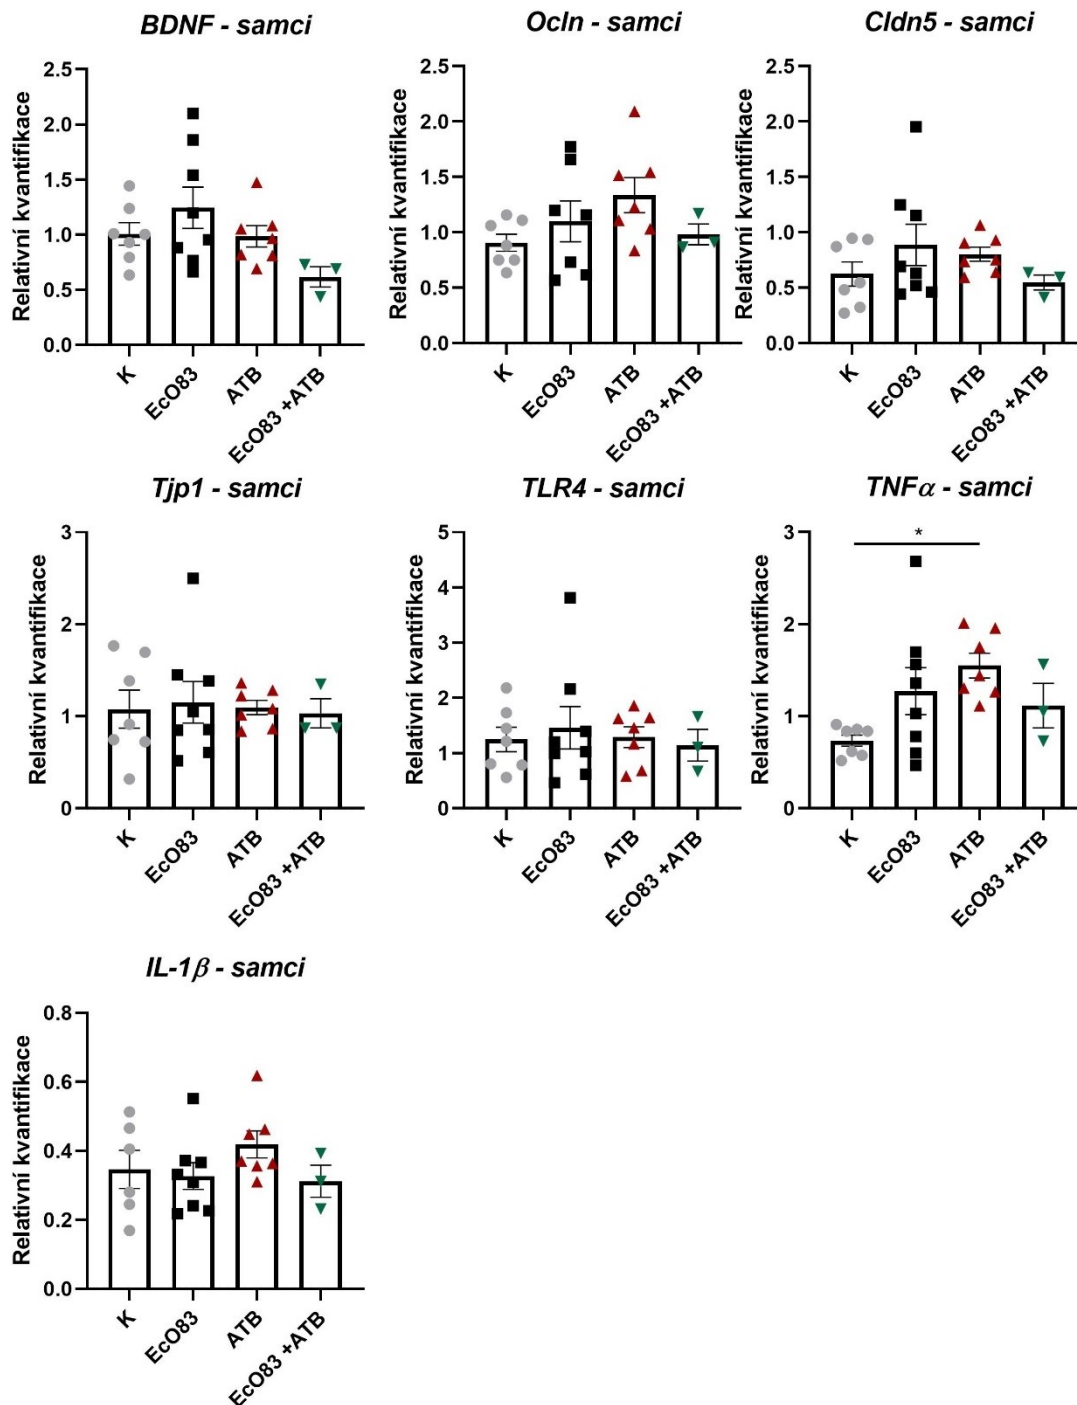 BDNF - samci
Relativní kvantifikace
2.5
2.0
1.5
1.0
0.5
0.0
K
EcO83
ATB
EcO83 +ATB
Ocln - samci
Relativní kvantifikace
2.5
2.0
1.5
1.0
0.5
0.0
K
EcO83
ATB
EcO83 +ATB
Cldn5 - samci
Relativní kvantifikace
2.5
2.0
1.5
1.0
0.5
0.0
K
EcO83
ATB
EcO83 +ATB
Tjp1 - samci
Relativní kvantifikace
3
2
1
0
K
EcO83
ATB
EcO83 +ATB
TLR4 - samci
Relativní kvantifikace
5
4
3
2
1
0
K
EcO83
ATB
EcO83 +ATB
TNFα - samci
Relativní kvantifikace
3
2
1
0
*
K
EcO83
ATB
EcO83 +ATB
IL-1β - samci
Relativní kvantifikace
0.8
0.6
0.4
0.2
0.0
K
EcO83
ATB
EcO83 +ATB